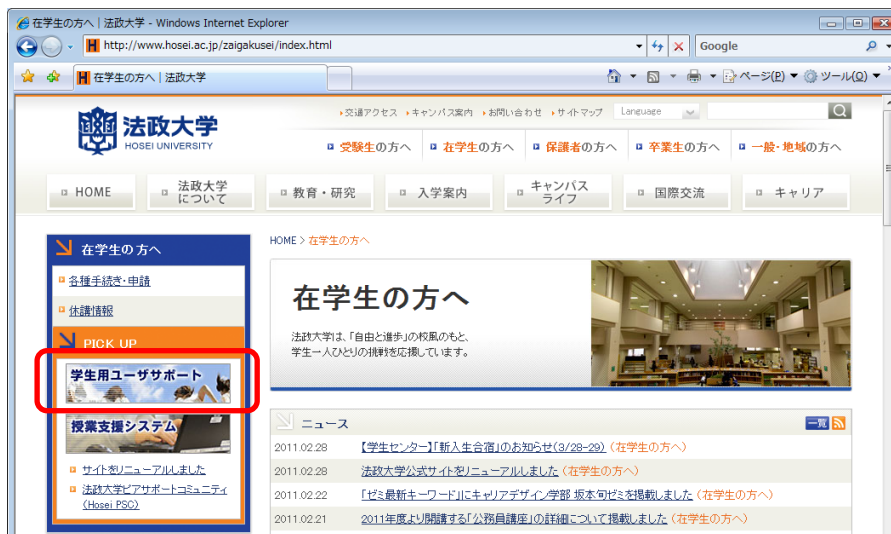 在学生の方へ | 法政大学 - Windows Internet Explorer
http://www.hosei.ac.jp/zaigakusei/index.html
Google
在学生の方へ | 法政大学
ページ(P)
ツール(O)
交通アクセス
キャンパス案内
お問い合わせ
サイトマップ
Language
法政大学
HOSEI UNIVERSITY
受験生の方へ
在学生の方へ
保護者の方へ
卒業生の方へ
一般・地域の方へ
HOME
法政大学
について
教育・研究
入学案内
キャンパス
ライフ
国際交流
キャリア
在学生の方へ
各種手続き・申請
休講情報
PICK UP
学生用ユーザサポート
授業支援システム
サイトをリニューアルしました
法政大学ピアサポートコミュニティ
(Hosei PSC)
HOME > 在学生の方へ
在学生の方へ
法政大学は、「自由と進歩」の校風のもと、
学生一人ひとりの挑戦を応援しています。
ニュース
一覧
2011.02.28 【学生センター】「新入生合宿」のお知らせ(3/28-29) (在学生の方へ)
2011.02.28 法政大学公式サイトをリニューアルしました (在学生の方へ)
2011.02.22 「ゼミ最新キーワード」にキャリアデザイン学部 坂本旬ゼミを掲載しました (在学生の方へ)
2011.02.21 2011年度より開講する「公務員講座」の詳細について掲載しました (在学生の方へ)